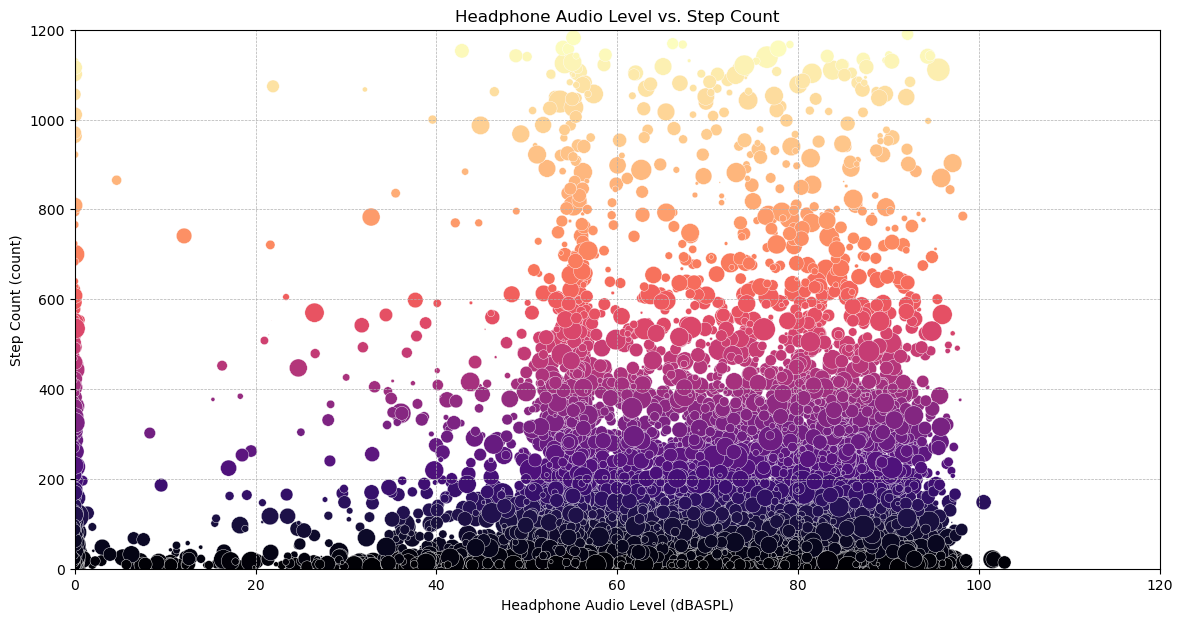 Headphone Audio Level vs. Step Count
Step Count (count)
1200
1000
800
600
400
200
0
0 20 40 60 80 100 120
Headphone Audio Level (dBASPL)